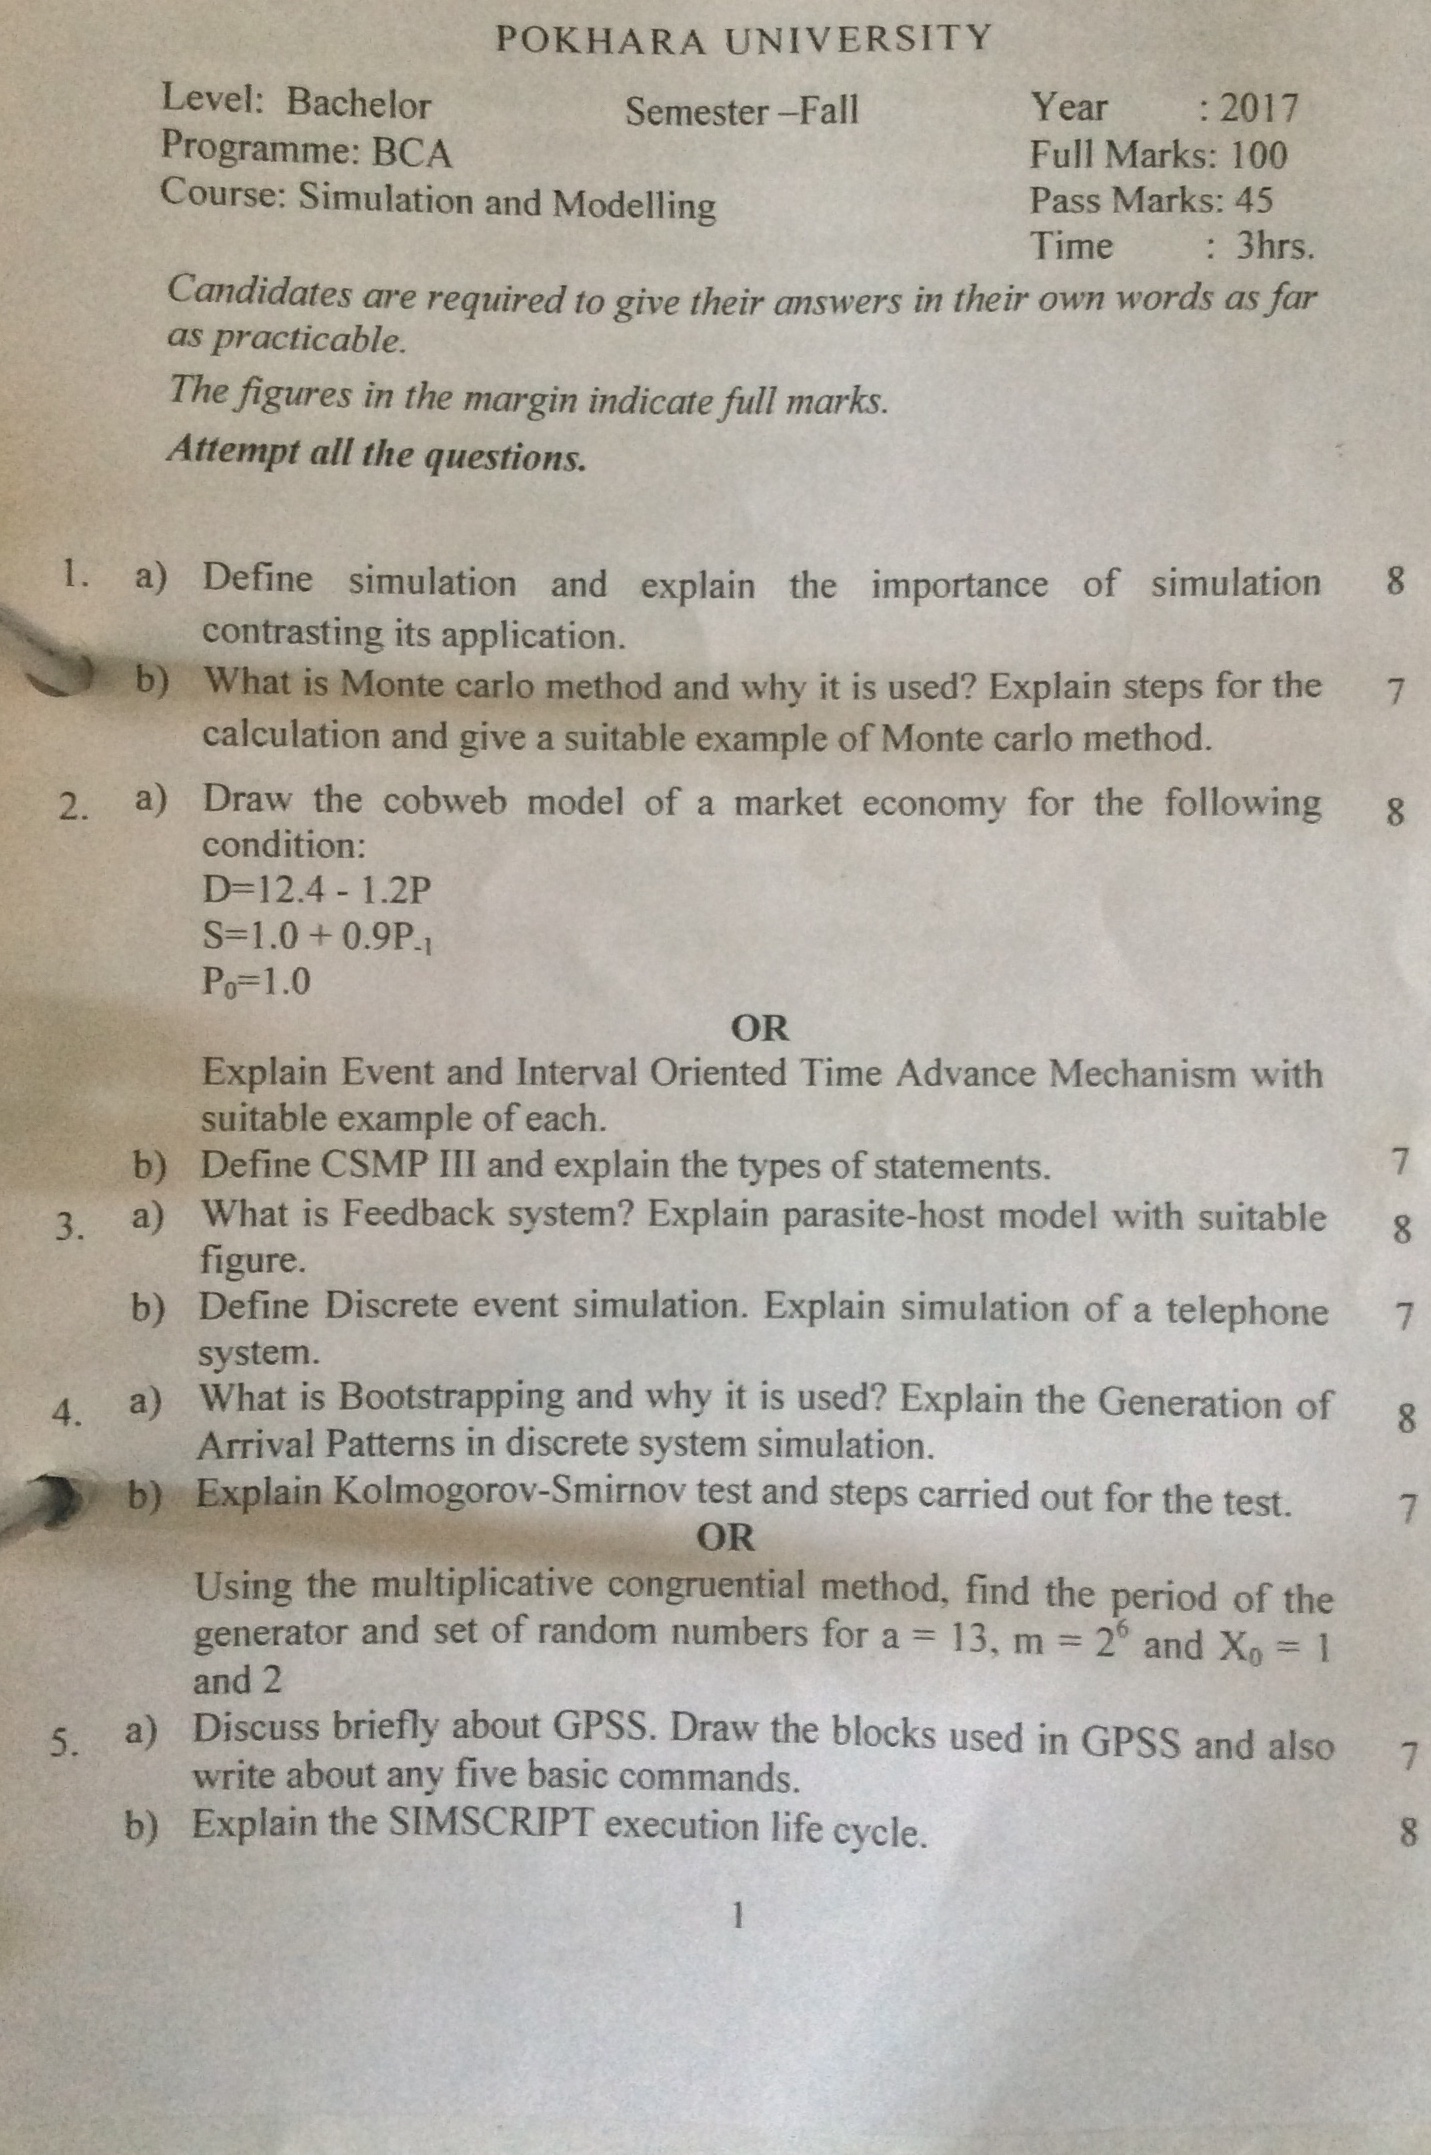 POKHARA UNIVERSITY
Level: Bachelor Semester –Fall Year : 2017
Programme: BCA Full Marks: 100
Course: Simulation and Modelling Pass Marks: 45
Time : 3hrs.
Candidates are required to give their answers in their own words as far
as practicable.
The figures in the margin indicate full marks.
Attempt all the questions.
1. a) Define simulation and explain the importance of simulation 8
contrasting its application.
b) What is Monte carlo method and why it is used? Explain steps for the 7
calculation and give a suitable example of Monte carlo method.
2. a) Draw the cobweb model of a market economy for the following 8
condition:
D=12.4 - 1.2P
S=1.0 + 0.9P₋₁
P₀=1.0
OR
Explain Event and Interval Oriented Time Advance Mechanism with
suitable example of each.
b) Define CSMP III and explain the types of statements. 7
3. a) What is Feedback system? Explain parasite-host model with suitable 8
figure.
b) Define Discrete event simulation. Explain simulation of a telephone 7
system.
4. a) What is Bootstrapping and why it is used? Explain the Generation of 8
Arrival Patterns in discrete system simulation.
b) Explain Kolmogorov-Smirnov test and steps carried out for the test. 7
OR
Using the multiplicative congruential method, find the period of the
generator and set of random numbers for a = 13, m = 2⁶ and X₀ = 1
and 2
5. a) Discuss briefly about GPSS. Draw the blocks used in GPSS and also 7
write about any five basic commands.
b) Explain the SIMSCRIPT execution life cycle. 8
1